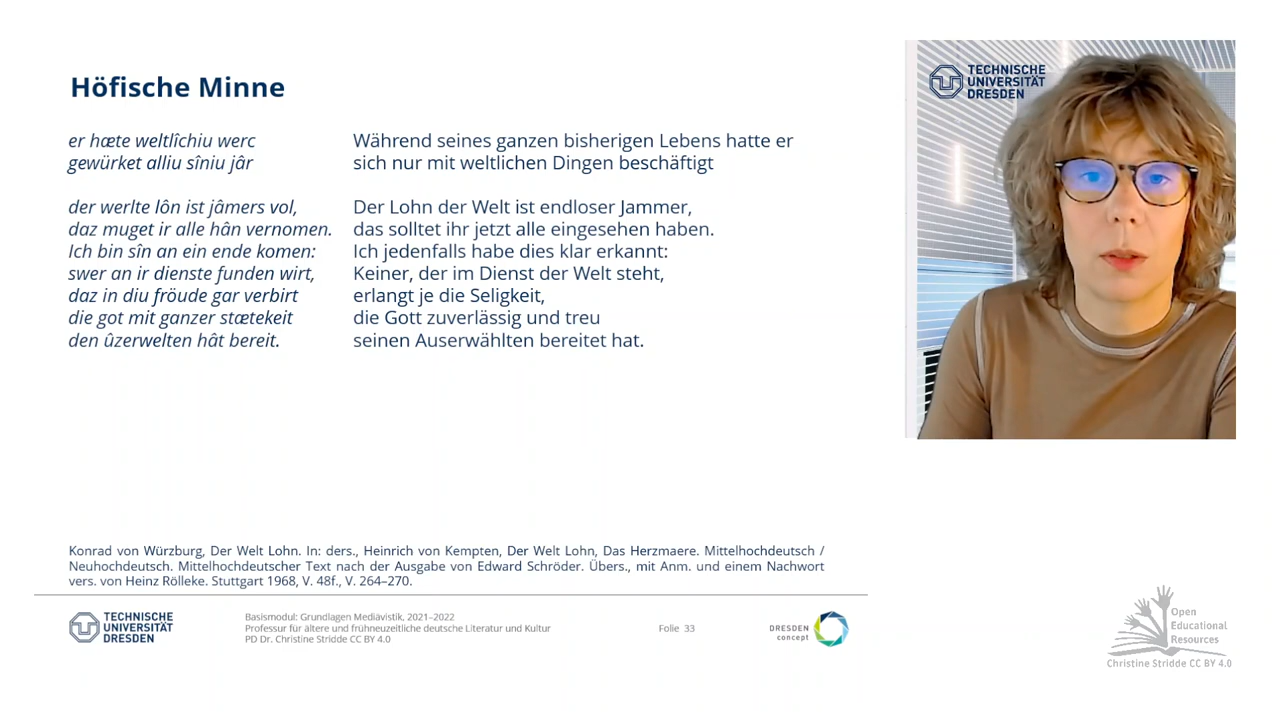 Höfische Minne
er hæte weltlîchiu werc
gewürket alliu sîniu jâr
der werlte lôn ist jâmers vol,
daz muget ir alle hân vernomen.
Ich bin sîn an ein ende komen:
swer an ir dienste funden wirt,
daz in diu fröude gar verbirt
die got mit ganzer stætekeit
den ûzerwelten hât bereit.
Während seines ganzen bisherigen Lebens hatte er
sich nur mit weltlichen Dingen beschäftigt
Der Lohn der Welt ist endloser Jammer,
das solltet ihr jetzt alle eingesehen haben.
Ich jedenfalls habe dies klar erkannt:
Keiner, der im Dienst der Welt steht,
erlangt je die Seligkeit,
die Gott zuverlässig und treu
seinen Auserwählten bereitet hat.
Konrad von Würzburg, Der Welt Lohn. In: ders., Heinrich von Kempten, Der Welt Lohn, Das Herzmaere. Mittelhochdeutsch /
Neuhochdeutsch. Mittelhochdeutscher Text nach der Ausgabe von Edward Schröder. Übers., mit Anm. und einem Nachwort
vers. von Heinz Rölleke. Stuttgart 1968, V. 48f., V. 264–270.
TECHNISCHE
UNIVERSITÄT
DRESDEN
Basismodul: Grundlagen Mediävistik, 2021–2022
Professur für ältere und frühneuzeitliche deutsche Literatur und Kultur
PD Dr. Christine Stridde CC BY 4.0
Folie 33
DRESDEN
concept
TECHNISCHE
UNIVERSITÄT
DRESDEN
Open
Educational
Resources
Christine Stridde CC BY 4.0